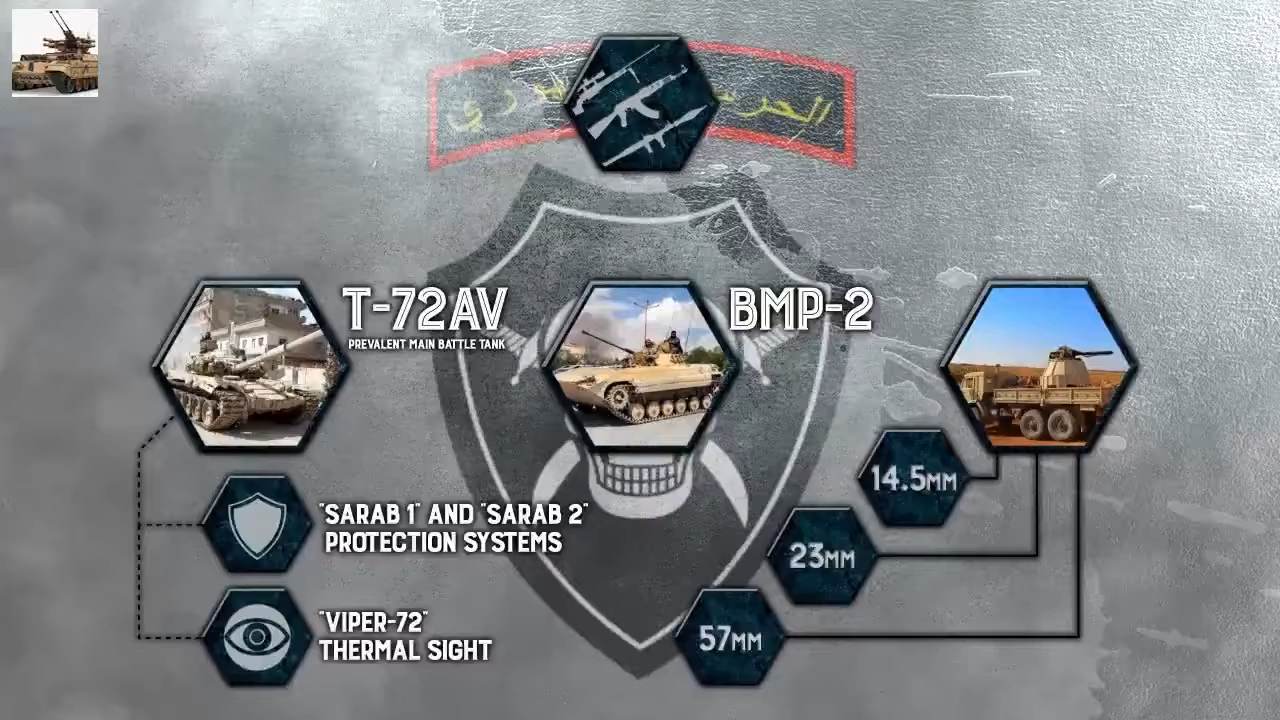 T-72AV
PREVALENT MAIN BATTLE TANK
BMP-2
14.5MM
"SARAB 1" AND "SARAB 2"
PROTECTION SYSTEMS
23MM
"VIPER-72"
THERMAL SIGHT
57MM